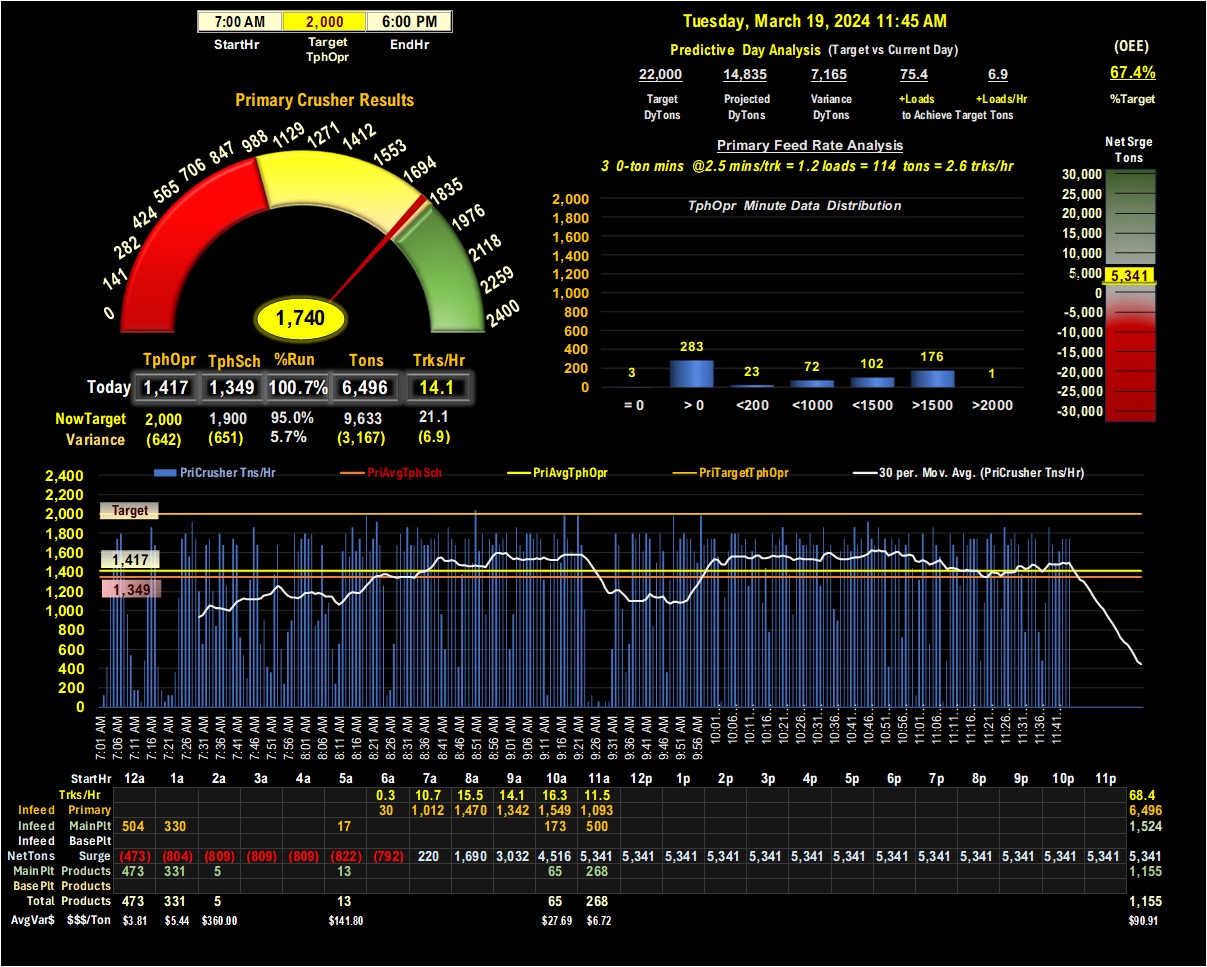 7:00 AM 2,000 6:00 PM
StartHr Target TphOpr EndHr
Tuesday, March 19, 2024 11:45 AM
Predictive Day Analysis (Target vs Current Day)
(OEE)
22,000 14,835 7,165 75.4 6.9
67.4%
Target DyTons Projected DyTons Variance DyTons +Loads +Loads/Hr to Achieve Target Tons
%Target
Primary Crusher Results
0 141 282 424 565 706 847 988 1129 1271 1412 1553 1694 1835 1976 2118 2259 2400
1,740
Primary Feed Rate Analysis
3 0-ton mins @2.5 mins/trk = 1.2 loads = 114 tons = 2.6 trks/hr
TphOpr Minute Data Distribution
2,000
1,800
1,600
1,400
1,200
1,000
800
600
400
200
0
3 283 23 72 102 176 1
= 0 > 0 <200 <1000 <1500 >1500 >2000
Net Srge
Tons
30,000
25,000
20,000
15,000
10,000
5,000
5,341
0
-5,000
-10,000
-15,000
-20,000
-25,000
-30,000
TphOpr TphSch %Run Tons Trks/Hr
Today 1,417 1,349 100.7% 6,496 14.1
NowTarget 2,000 1,900 95.0% 9,633 21.1
Variance (642) (651) 5.7% (3,167) (6.9)
PriCrusher Tns/Hr PriAvgTphSch PriAvgTphOpr PriTargetTphOpr 30 per. Mov. Avg. (PriCrusher Tns/Hr)
2,400
2,200
2,000
1,800
1,600
1,400
1,200
1,000
800
600
400
200
0
Target
1,417
1,349
7:01 AM 7:06 AM 7:11 AM 7:16 AM 7:21 AM 7:26 AM 7:31 AM 7:36 AM 7:41 AM 7:46 AM 7:51 AM 7:56 AM 8:01 AM 8:06 AM 8:11 AM 8:16 AM 8:21 AM 8:26 AM 8:31 AM 8:36 AM 8:41 AM 8:46 AM 8:51 AM 8:56 AM 9:01 AM 9:06 AM 9:11 AM 9:16 AM 9:21 AM 9:26 AM 9:31 AM 9:36 AM 9:41 AM 9:46 AM 9:51 AM 9:56 AM 10:01... 10:06... 10:11... 10:16... 10:21... 10:26... 10:31... 10:36... 10:41... 10:46... 10:51... 10:56... 11:01... 11:06... 11:11... 11:16... 11:21... 11:26... 11:31... 11:36... 11:41...
StartHr 12a 1a 2a 3a 4a 5a 6a 7a 8a 9a 10a 11a 12p 1p 2p 3p 4p 5p 6p 7p 8p 9p 10p 11p
Trks/Hr 0.3 10.7 15.5 14.1 16.3 11.5 68.4
Infeed Primary 30 1,012 1,470 1,342 1,549 1,093 6,496
Infeed MainPlt 504 330 17 173 500 1,524
Infeed BasePlt
NetTons Surge (473) (804) (809) (809) (809) (822) (792) 220 1,690 3,032 4,516 5,341 5,341 5,341 5,341 5,341 5,341 5,341 5,341 5,341 5,341 5,341 5,341 5,341 5,341
MainPlt Products 473 331 5 13 65 268 1,155
BasePlt Products
Total Products 473 331 5 13 65 268 1,155
AvgVar$ $$$/Ton $3.81 $5.44 $360.00 $141.80 $27.69 $6.72 $90.91